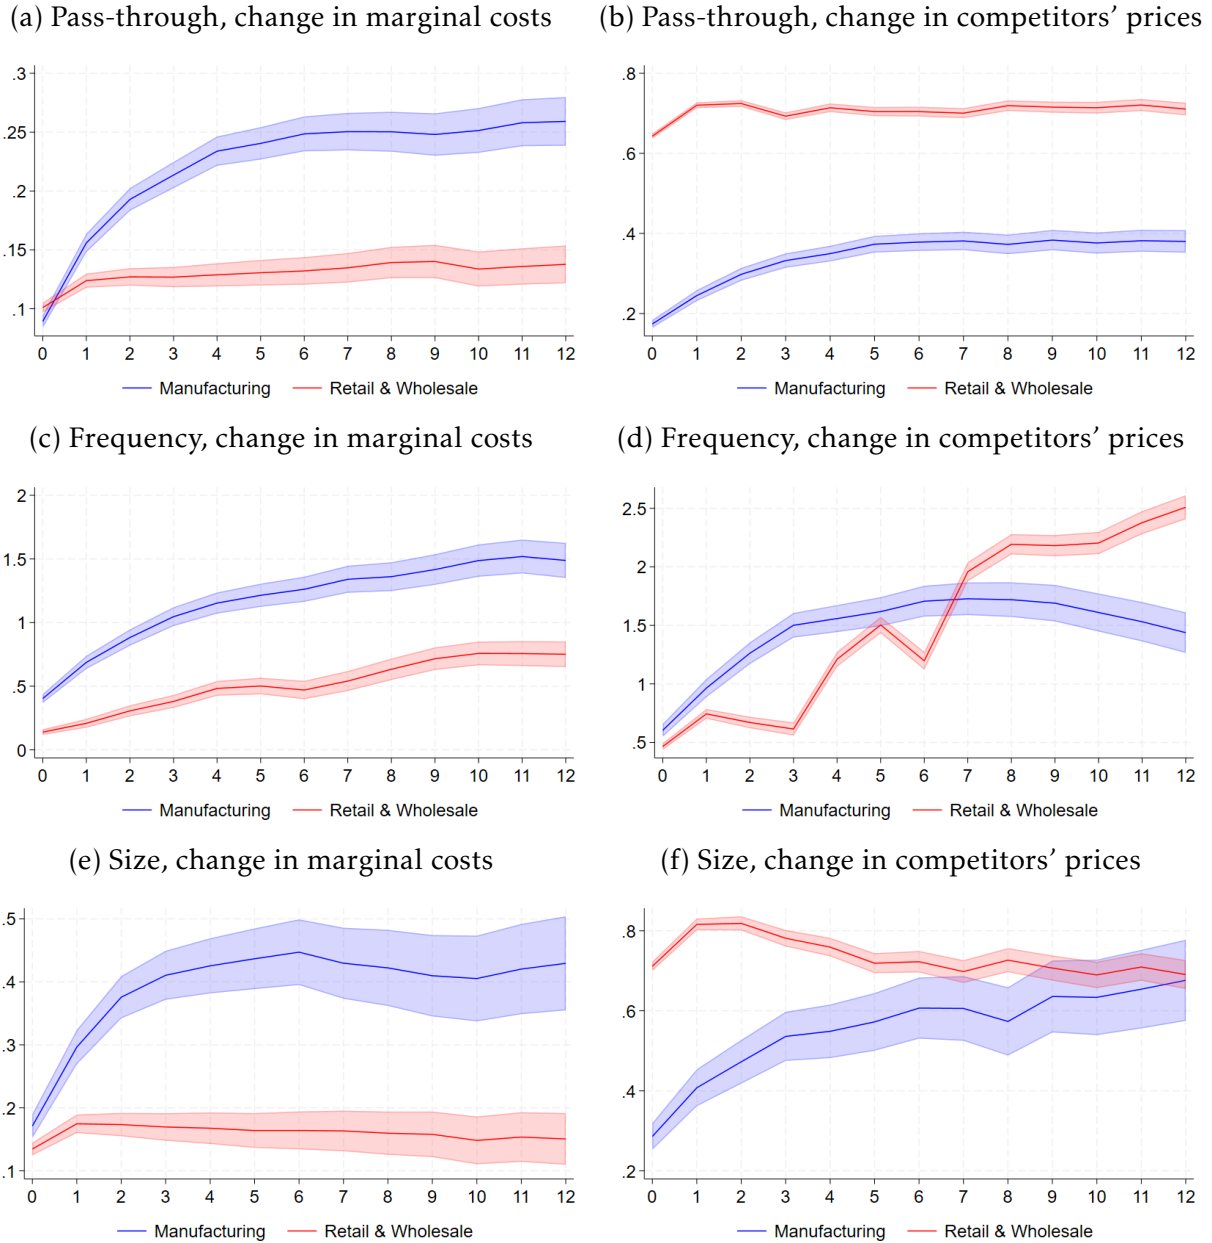 (a) Pass-through, change in marginal costs
.3
.25
.2
.15
.1
0 1 2 3 4 5 6 7 8 9 10 11 12
Manufacturing Retail & Wholesale
(b) Pass-through, change in competitors’ prices
.8
.6
.4
.2
0 1 2 3 4 5 6 7 8 9 10 11 12
Manufacturing Retail & Wholesale
(c) Frequency, change in marginal costs
2
1.5
1
.5
0
0 1 2 3 4 5 6 7 8 9 10 11 12
Manufacturing Retail & Wholesale
(d) Frequency, change in competitors’ prices
2.5
2
1.5
1
.5
0 1 2 3 4 5 6 7 8 9 10 11 12
Manufacturing Retail & Wholesale
(e) Size, change in marginal costs
.5
.4
.3
.2
.1
0 1 2 3 4 5 6 7 8 9 10 11 12
Manufacturing Retail & Wholesale
(f) Size, change in competitors’ prices
.8
.6
.4
.2
0 1 2 3 4 5 6 7 8 9 10 11 12
Manufacturing Retail & Wholesale